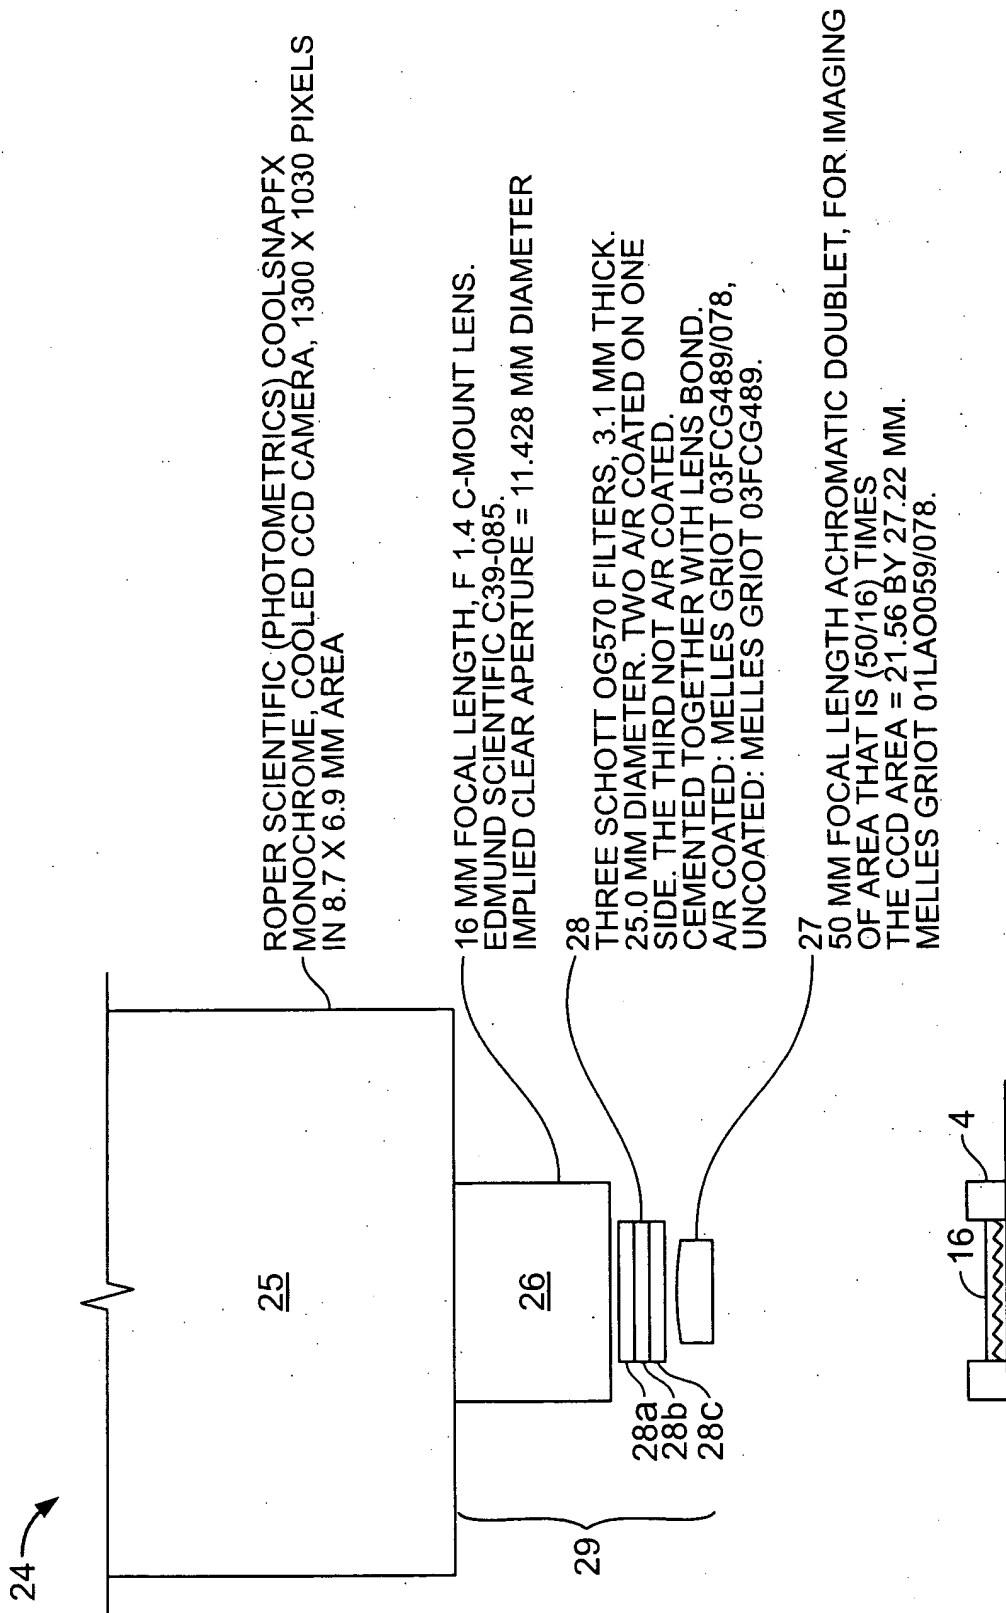 24
25
ROPER SCIENTIFIC (PHOTOMETRICS) COOLSNAPFX
MONOCHROME, COOLED CCD CAMERA, 1300 X 1030 PIXELS
IN 8.7 X 6.9 MM AREA
26
16 MM FOCAL LENGTH, F 1.4 C-MOUNT LENS.
EDMUND SCIENTIFIC C39-085.
IMPLIED CLEAR APERTURE = 11.428 MM DIAMETER
28a
28b
28c
29
28
THREE SCHOTT OG570 FILTERS, 3.1 MM THICK.
25.0 MM DIAMETER. TWO A/R COATED ON ONE
SIDE. THE THIRD NOT A/R COATED.
CEMENTED TOGETHER WITH LENS BOND.
A/R COATED: MELLES GRIOT 03FCG489/078,
UNCOATED: MELLES GRIOT 03FCG489.
27
50 MM FOCAL LENGTH ACHROMATIC DOUBLET, FOR IMAGING
OF AREA THAT IS (50/16) TIMES
THE CCD AREA = 21.56 BY 27.22 MM.
MELLES GRIOT 01LAO059/078.
16
4